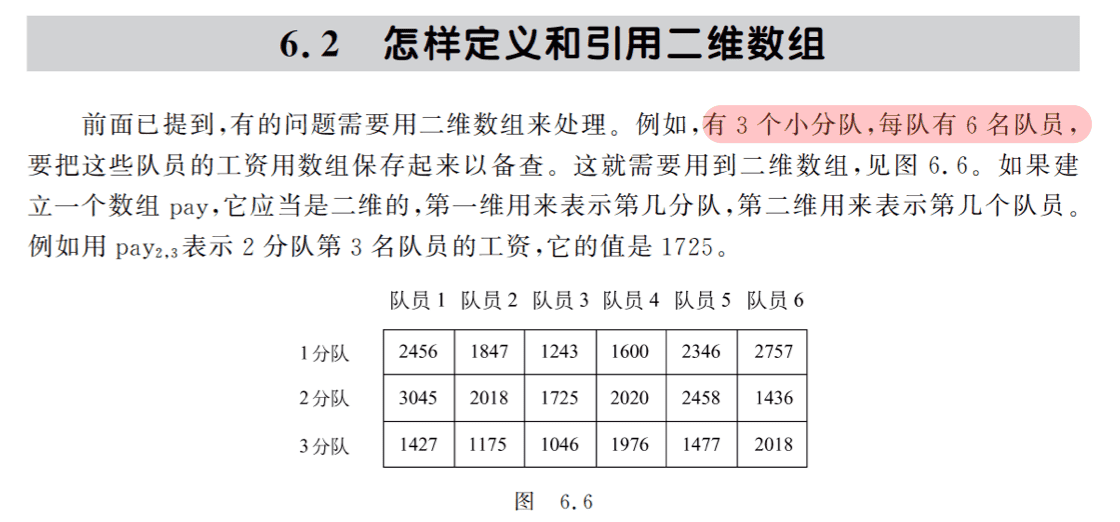 6.2 怎样定义和引用二维数组
前面已提到,有的问题需要用二维数组来处理。例如,有 3 个小分队,每队有 6 名队员,
要把这些队员的工资用数组保存起来以备查。这就需要用到二维数组,见图 6.6。如果建
立一个数组 pay,它应当是二维的,第一维用来表示第几分队,第二维用来表示第几个队员。
例如用 pay₂,₃表示 2 分队第 3 名队员的工资,它的值是 1725。
队员 1 队员 2 队员 3 队员 4 队员 5 队员 6
1 分队 2456 1847 1243 1600 2346 2757
2 分队 3045 2018 1725 2020 2458 1436
3 分队 1427 1175 1046 1976 1477 2018
图 6.6